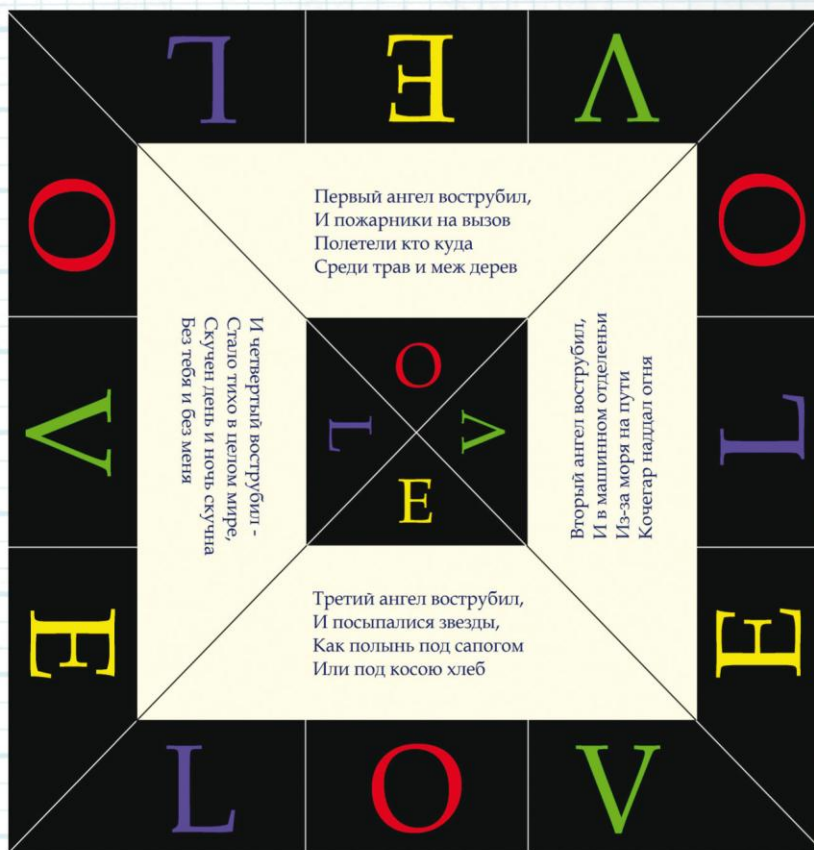 L E V
O O
Первый ангел вострубил,
И пожарники на вызов
Полетели кто куда
Среди трав и меж дерев
Второй ангел вострубил,
И в машинном отделеньи
Из-за моря на пути
Кочегар наддал огня
Третий ангел вострубил,
И посыпалися звезды,
Как полынь под сапогом
Или под косою хлеб
И четвертый вострубил -
Стало тихо в целом мире,
Скучен день и ночь скучна
Без тебя и без меня
O
L V
E
V L
E E
L O V